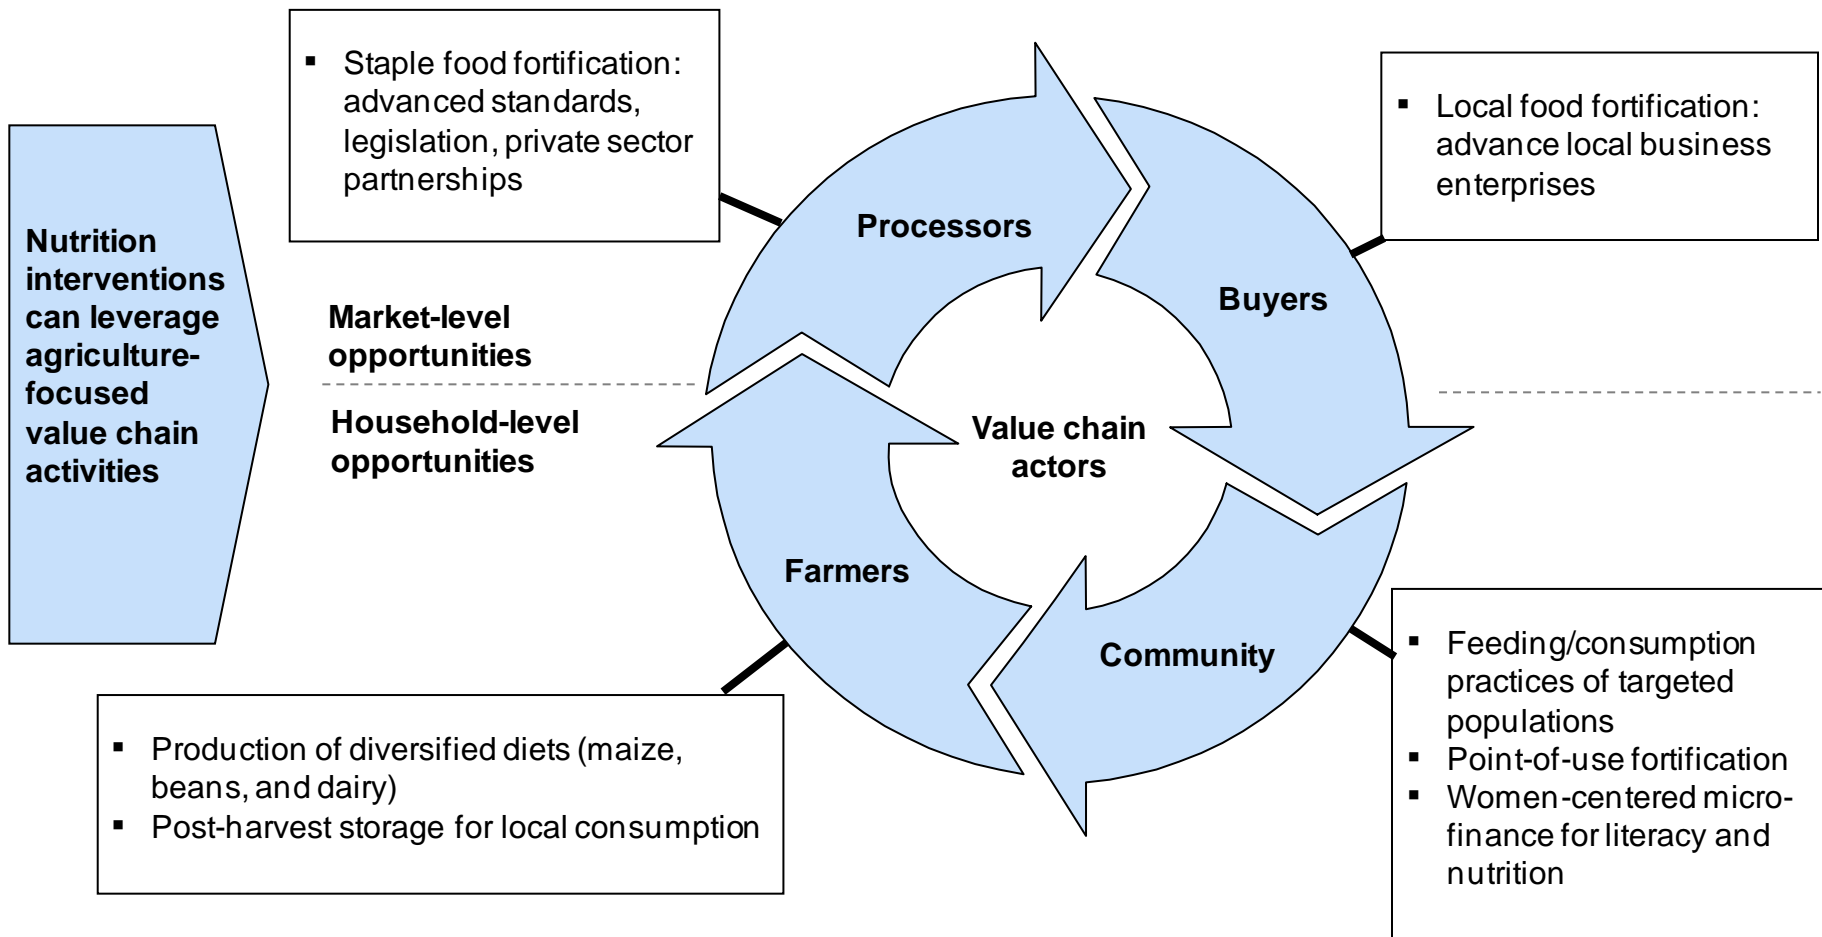 Nutrition
interventions
can leverage
agriculture-
focused
value chain
activities
▪ Staple food fortification:
advanced standards,
legislation, private sector
partnerships
▪ Local food fortification:
advance local business
enterprises
Processors
Buyers
Market-level
opportunities
Household-level
opportunities
Value chain
actors
Farmers
Community
▪ Production of diversified diets (maize,
beans, and dairy)
▪ Post-harvest storage for local consumption
▪ Feeding/consumption
practices of targeted
populations
▪ Point-of-use fortification
▪ Women-centered micro-
finance for literacy and
nutrition